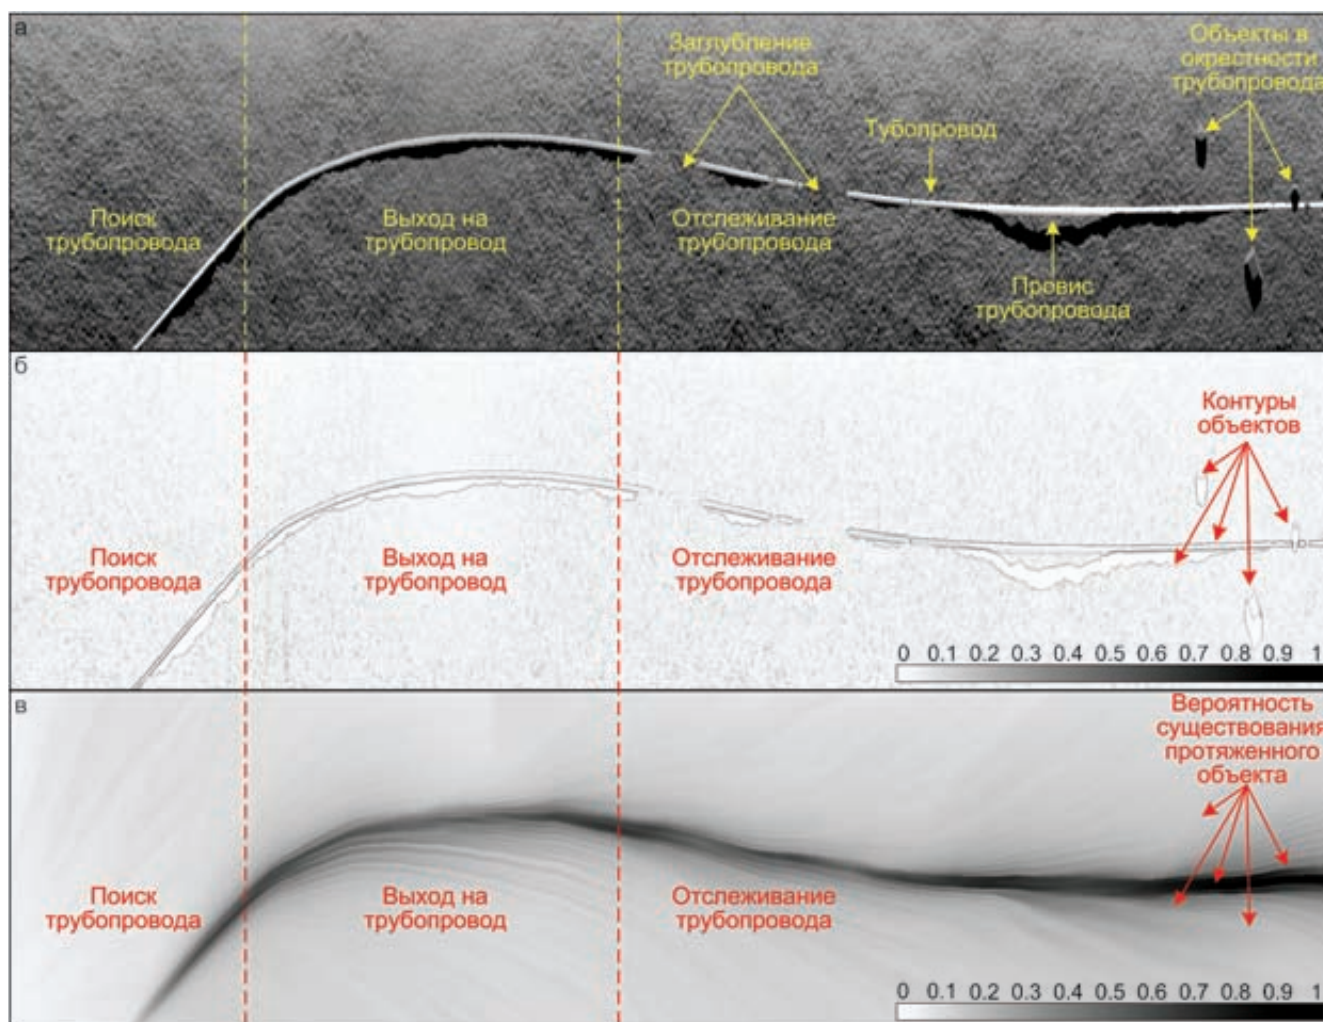 а
Заглубление
трубопровода
Объекты в
окрестности
трубопровода
Тубопровод
Поиск
трубопровода
Выход на
трубопровод
Отслеживание
трубопровода
Провис
трубопровода
б
Контуры
объектов
Поиск
трубопровода
Выход на
трубопровод
Отслеживание
трубопровода
0 0.1 0.2 0.3 0.4 0.5 0.6 0.7 0.8 0.9 1
в
Вероятность
существования
протяженного
объекта
Поиск
трубопровода
Выход на
трубопровод
Отслеживание
трубопровода
0 0.1 0.2 0.3 0.4 0.5 0.6 0.7 0.8 0.9 1